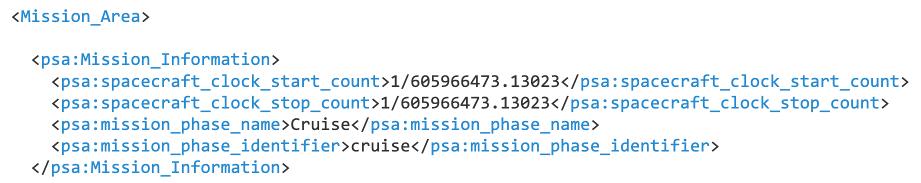 <Mission_Area>
<psa:Mission_Information>
<psa:spacecraft_clock_start_count>1/605966473.13023</psa:spacecraft_clock_start_count>
<psa:spacecraft_clock_stop_count>1/605966473.13023</psa:spacecraft_clock_stop_count>
<psa:mission_phase_name>Cruise</psa:mission_phase_name>
<psa:mission_phase_identifier>cruise</psa:mission_phase_identifier>
</psa:Mission_Information>